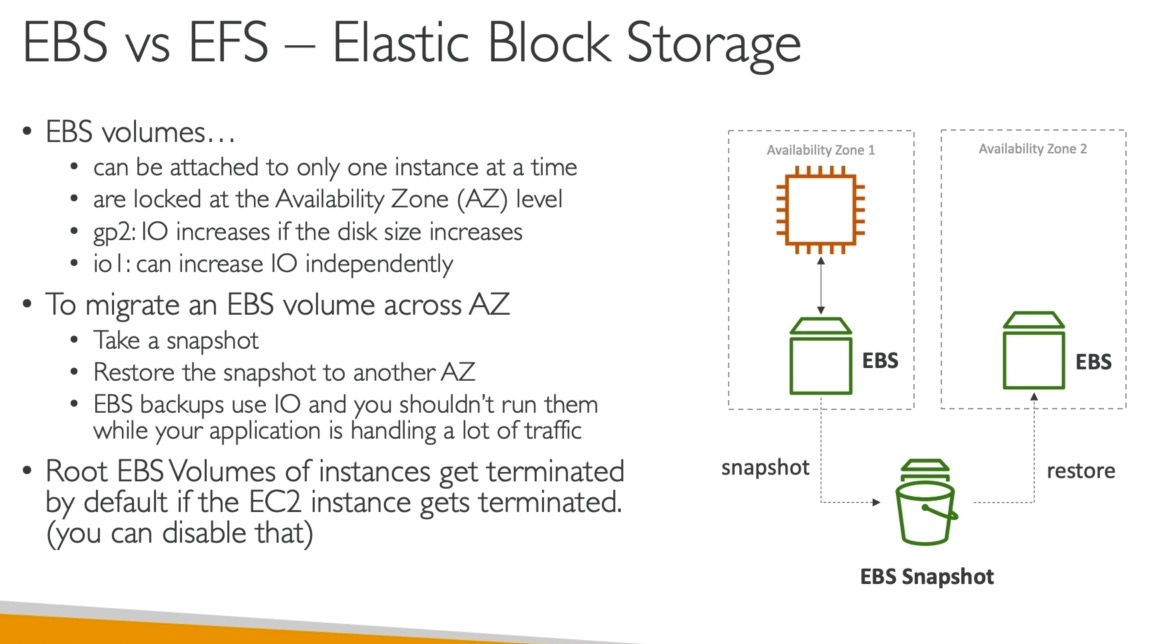 EBS vs EFS – Elastic Block Storage
• EBS volumes…
• can be attached to only one instance at a time
• are locked at the Availability Zone (AZ) level
• gp2: IO increases if the disk size increases
• io1: can increase IO independently
• To migrate an EBS volume across AZ
• Take a snapshot
• Restore the snapshot to another AZ
• EBS backups use IO and you shouldn't run them
while your application is handling a lot of traffic
• Root EBS Volumes of instances get terminated
by default if the EC2 instance gets terminated.
(you can disable that)
Availability Zone 1
EBS
Availability Zone 2
EBS
snapshot
restore
EBS Snapshot